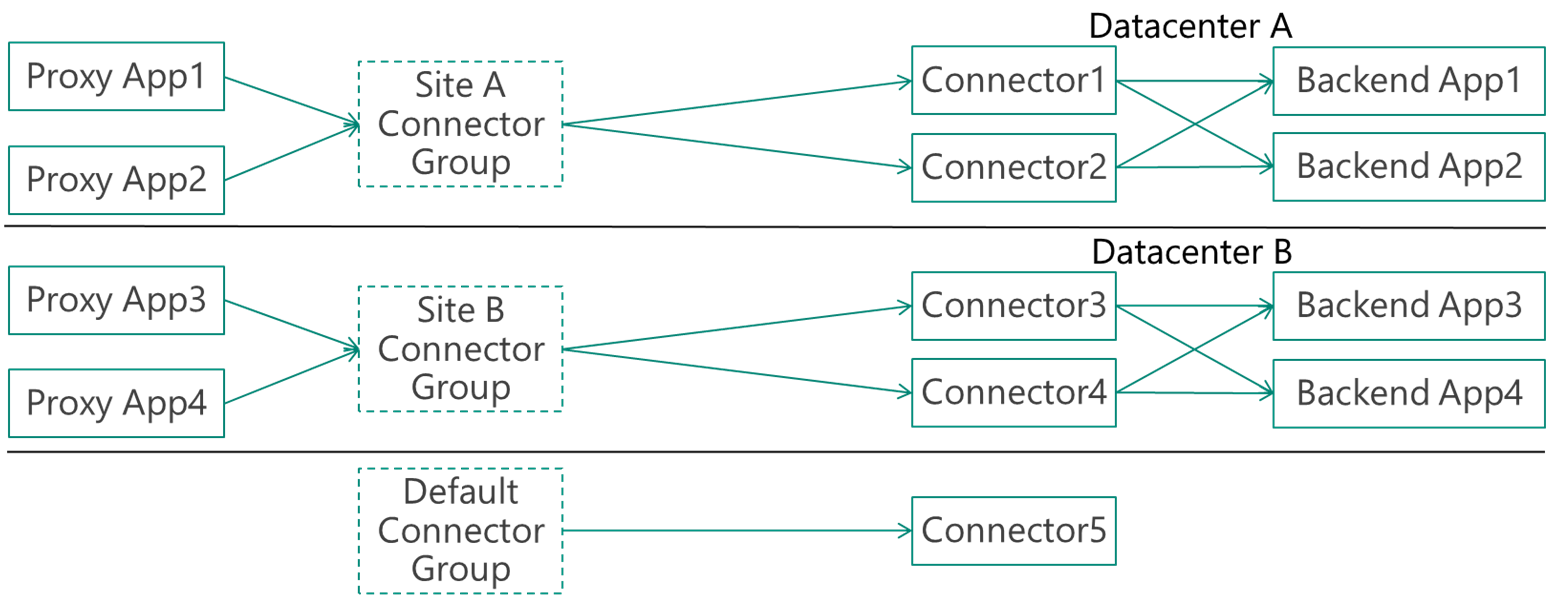 Datacenter A
Proxy App1
Site A
Connector
Group
Connector1
Backend App1
Proxy App2
Connector2
Backend App2
Datacenter B
Proxy App3
Site B
Connector
Group
Connector3
Backend App3
Proxy App4
Connector4
Backend App4
Default
Connector
Group
Connector5